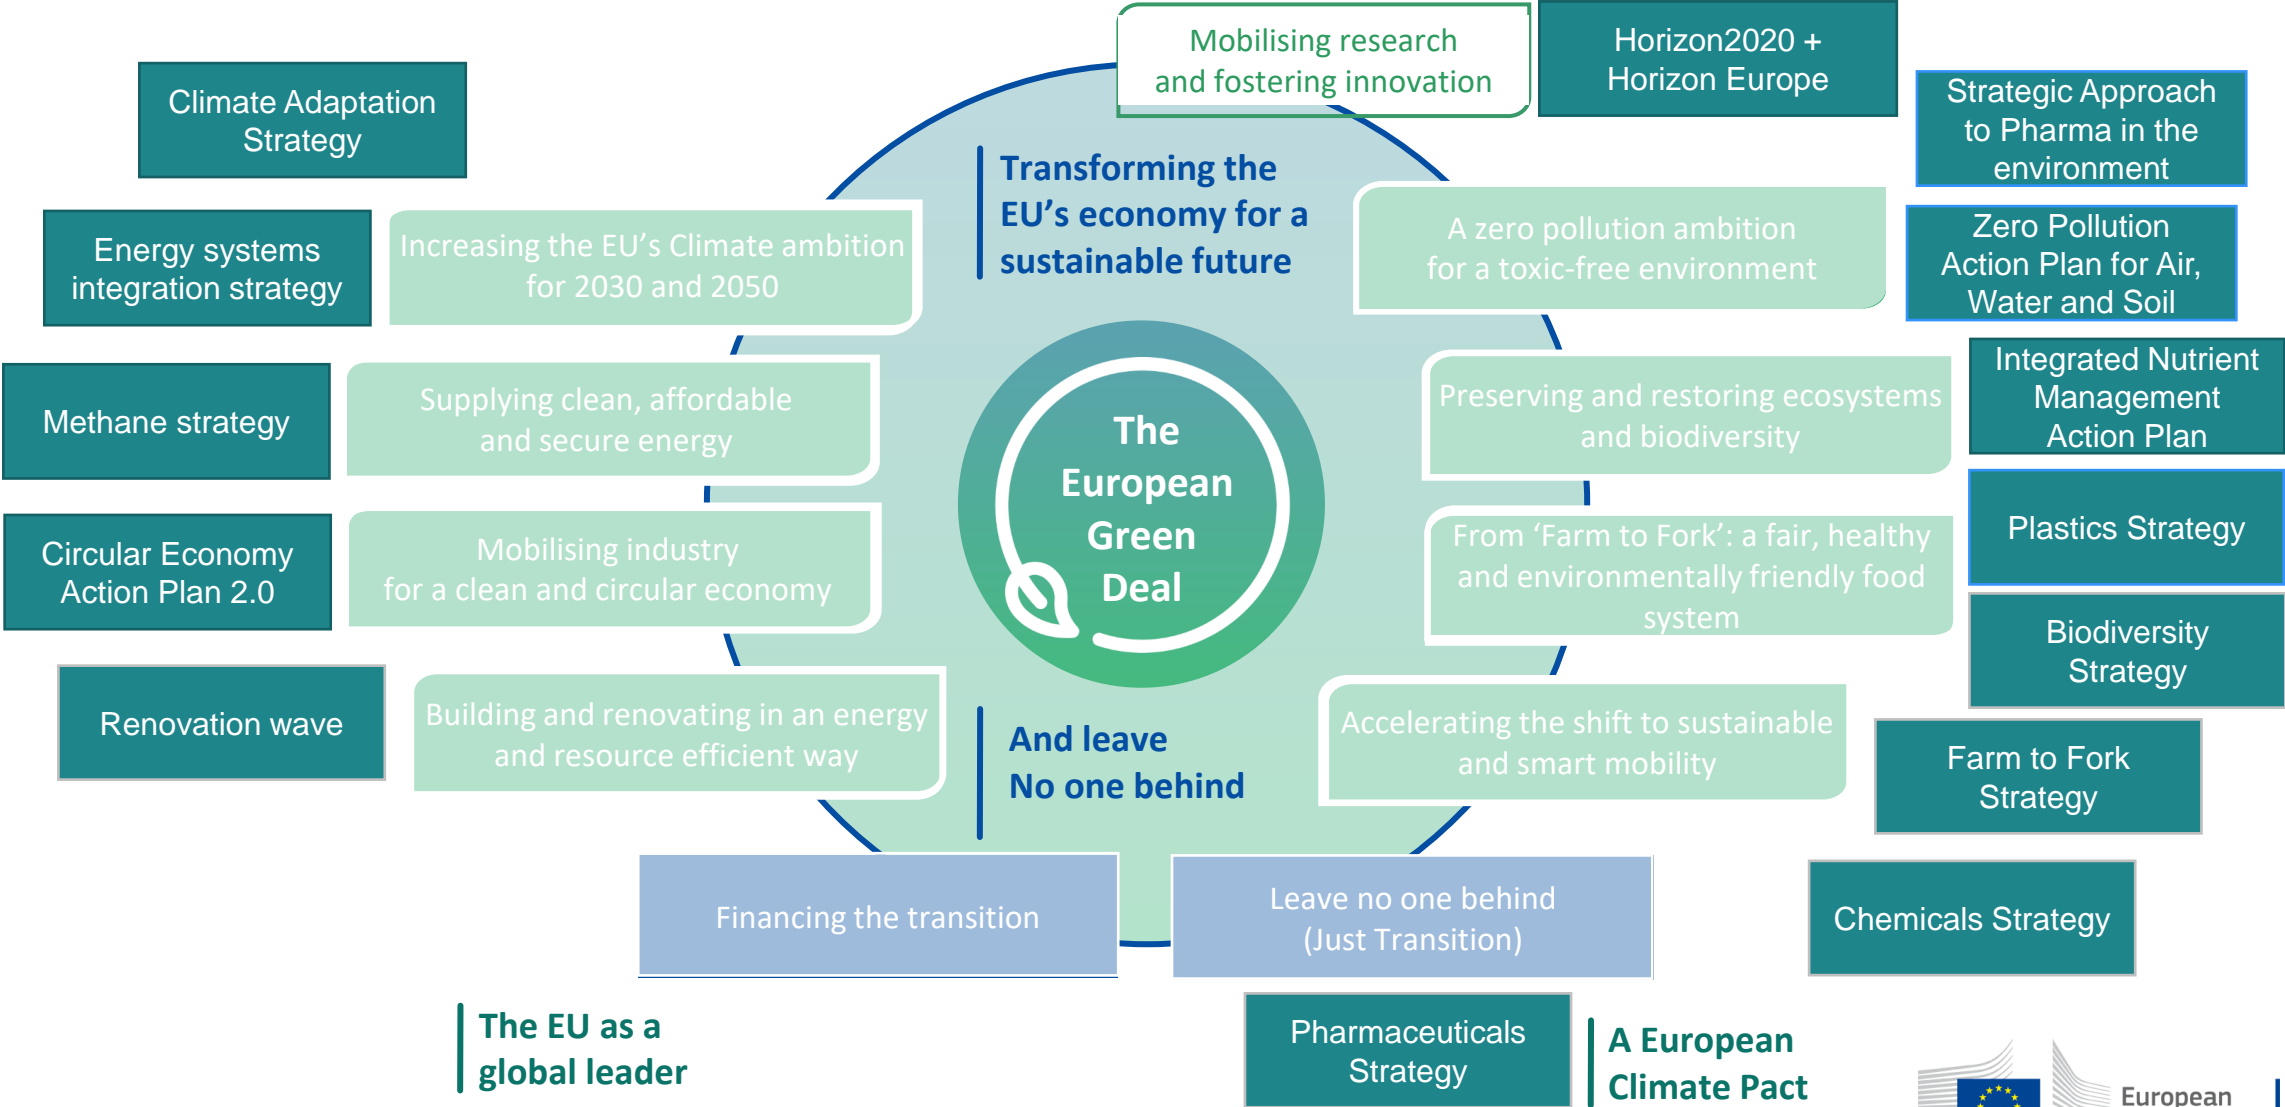 Mobilising research
and fostering innovation
Horizon2020 +
Horizon Europe
Climate Adaptation
Strategy
Strategic Approach
to Pharma in the
environment
Transforming the
EU’s economy for a
sustainable future
Energy systems
integration strategy
Increasing the EU’s Climate ambition
for 2030 and 2050
A zero pollution ambition
for a toxic-free environment
Zero Pollution
Action Plan for Air,
Water and Soil
Methane strategy
Supplying clean, affordable
and secure energy
Preserving and restoring ecosystems
and biodiversity
Integrated Nutrient
Management
Action Plan
The
European
Green
Deal
Circular Economy
Action Plan 2.0
Mobilising industry
for a clean and circular economy
From ‘Farm to Fork’: a fair, healthy
and environmentally friendly food
system
Plastics Strategy
Biodiversity
Strategy
Renovation wave
Building and renovating in an energy
and resource efficient way
And leave
No one behind
Accelerating the shift to sustainable
and smart mobility
Farm to Fork
Strategy
Financing the transition
Leave no one behind
(Just Transition)
Chemicals Strategy
The EU as a
global leader
Pharmaceuticals
Strategy
A European
Climate Pact
European